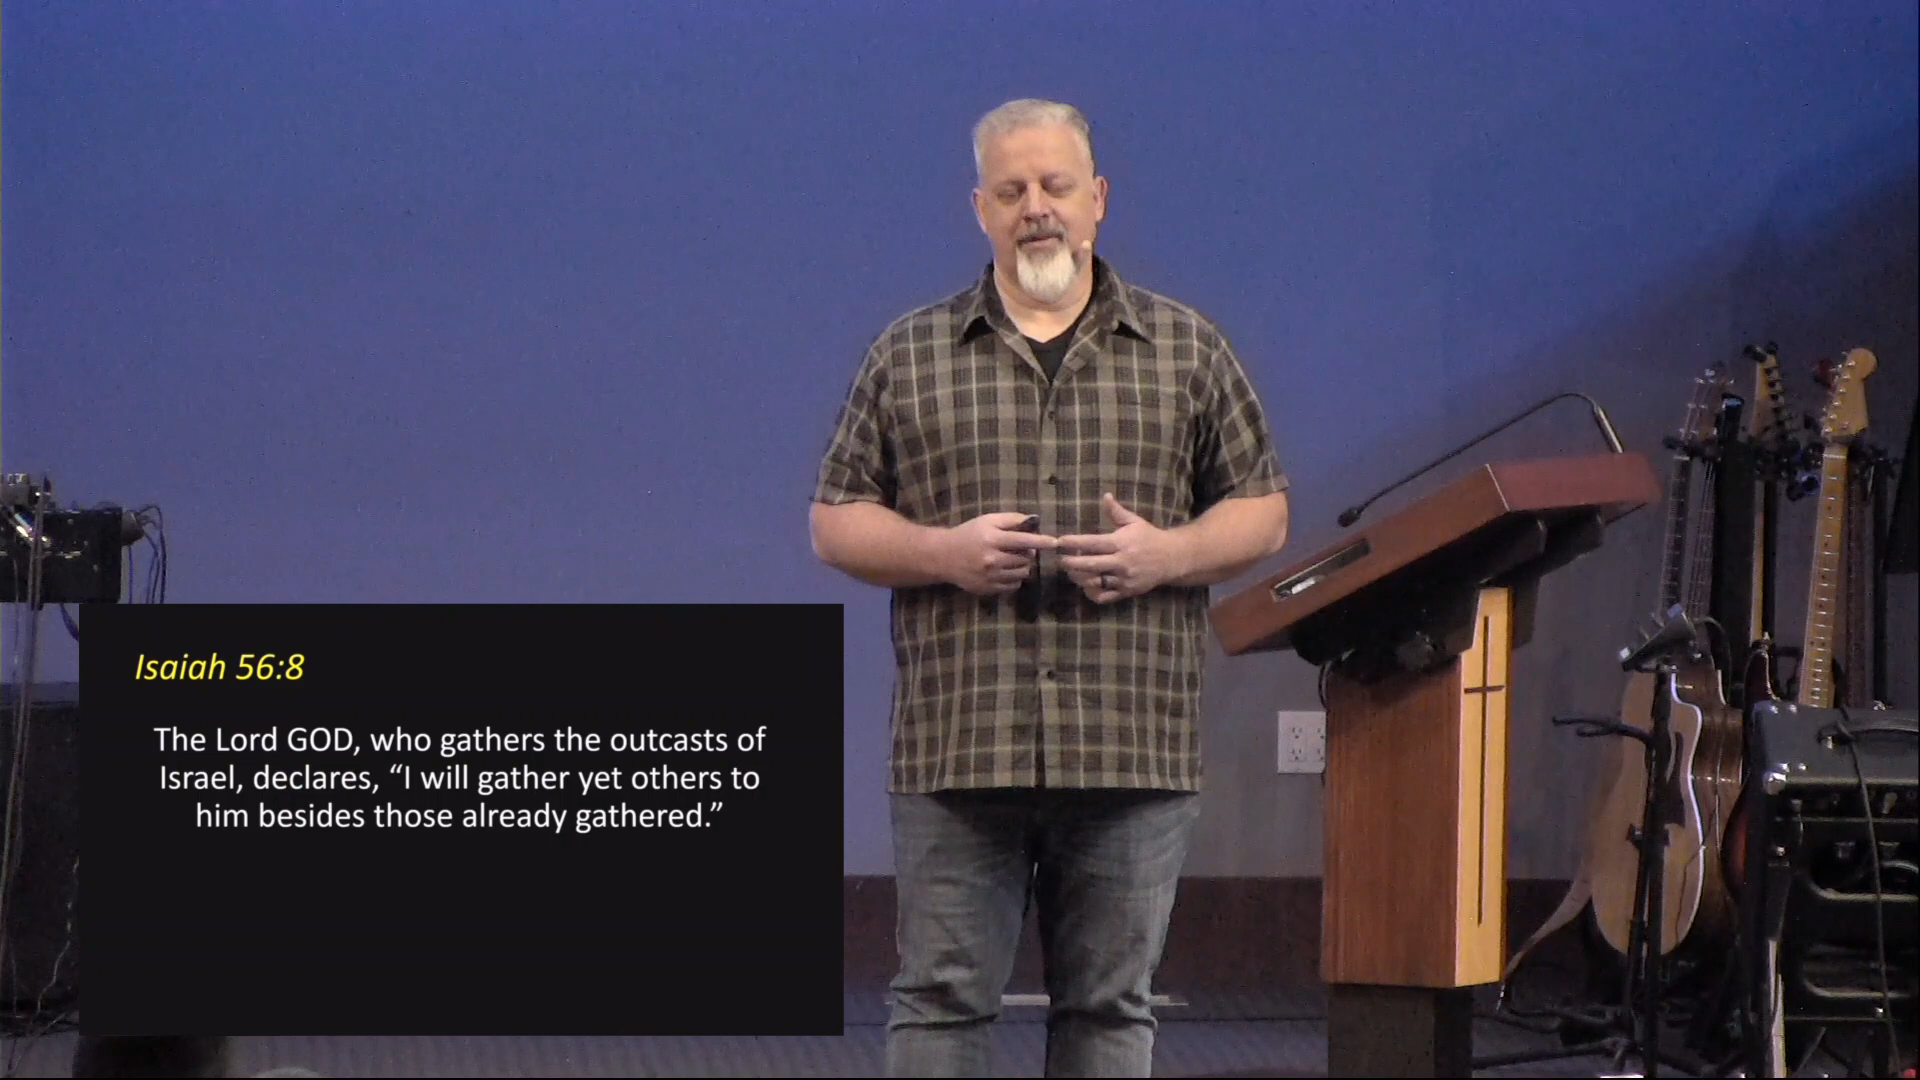 Isaiah 56:8
The Lord GOD, who gathers the outcasts of
Israel, declares, “I will gather yet others to
him besides those already gathered.”